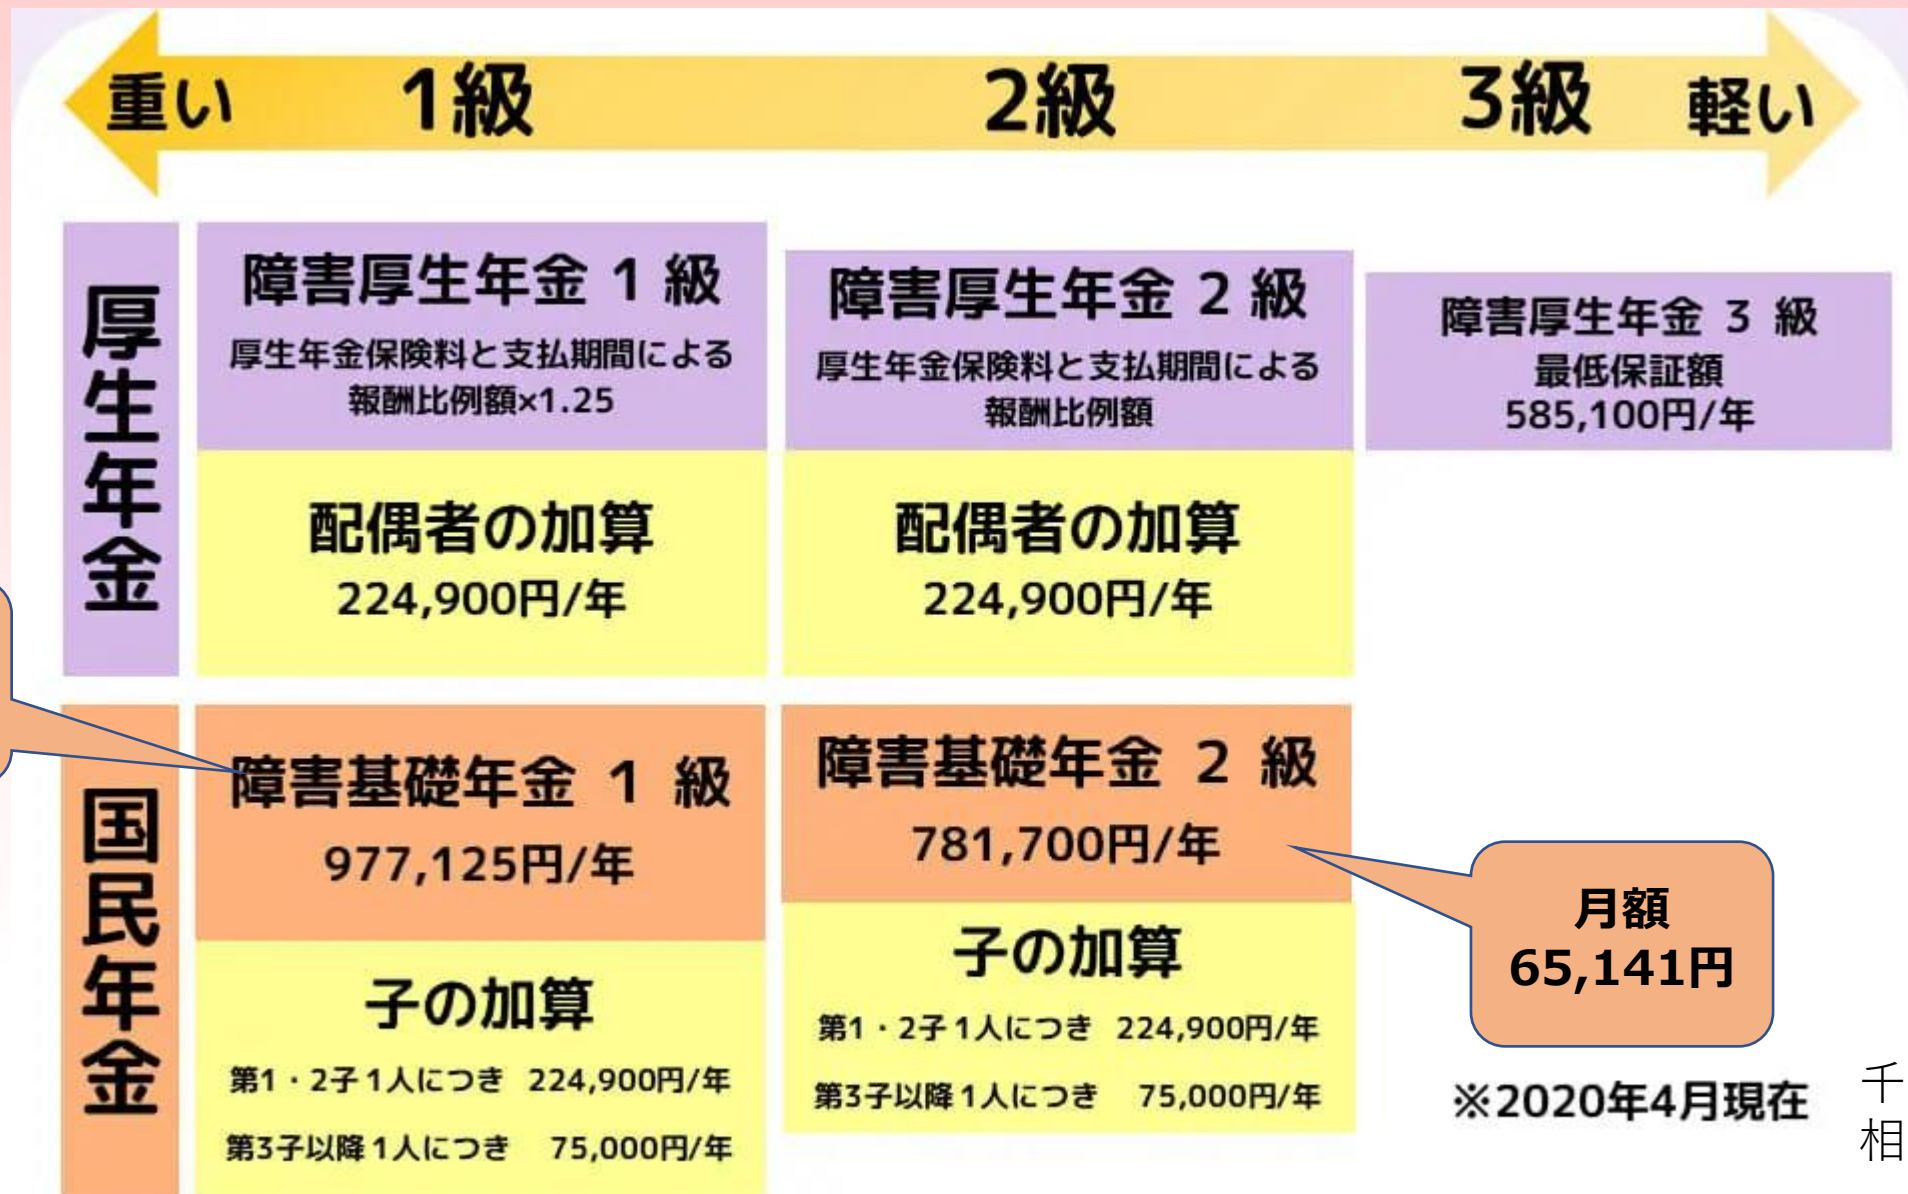 重い 1級 2級 3級 軽い
厚生年金
障害厚生年金 1 級
厚生年金保険料と支払期間による
報酬比例額×1.25
配偶者の加算
224,900円/年
障害厚生年金 2 級
厚生年金保険料と支払期間による
報酬比例額
配偶者の加算
224,900円/年
障害厚生年金 3 級
最低保証額
585,100円/年
国民年金
障害基礎年金 1 級
977,125円/年
子の加算
第1・2子1人につき 224,900円/年
第3子以降1人につき 75,000円/年
障害基礎年金 2 級
781,700円/年
子の加算
第1・2子1人につき 224,900円/年
第3子以降1人につき 75,000円/年
月額
65,141円
※2020年4月現在
千
相